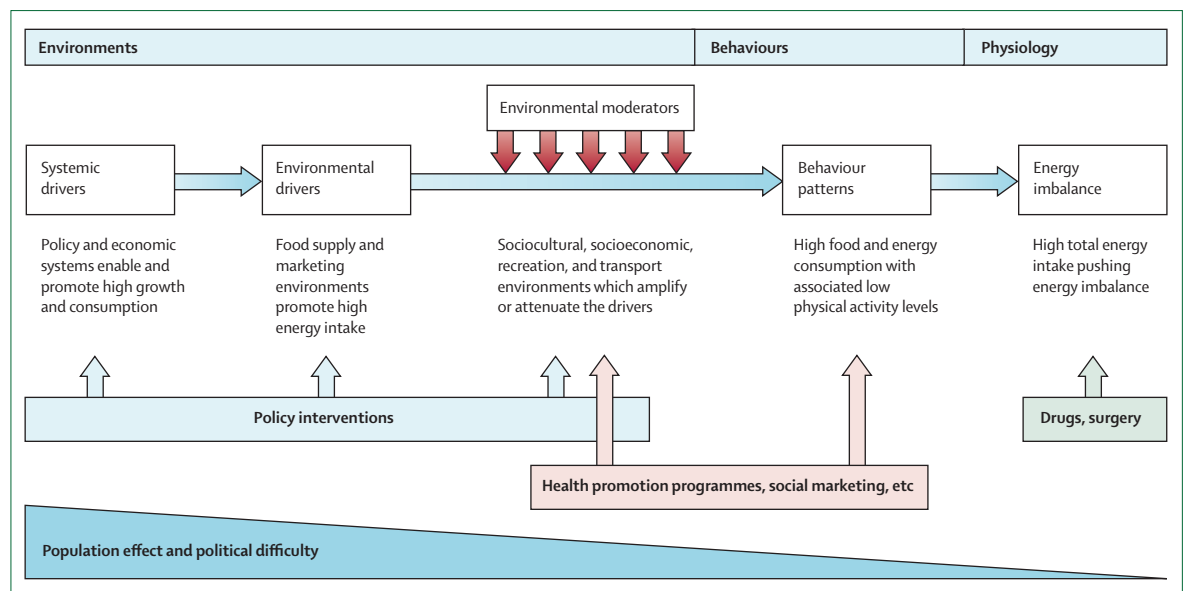 Environments
Behaviours
Physiology
Environmental moderators
Systemic
drivers
Environmental
drivers
Behaviour
patterns
Energy
imbalance
Policy and economic
systems enable and
promote high growth
and consumption
Food supply and
marketing
environments
promote high
energy intake
Sociocultural, socioeconomic,
recreation, and transport
environments which amplify
or attenuate the drivers
High food and energy
consumption with
associated low
physical activity levels
High total energy
intake pushing
energy imbalance
Policy interventions
Drugs, surgery
Health promotion programmes, social marketing, etc
Population effect and political difficulty